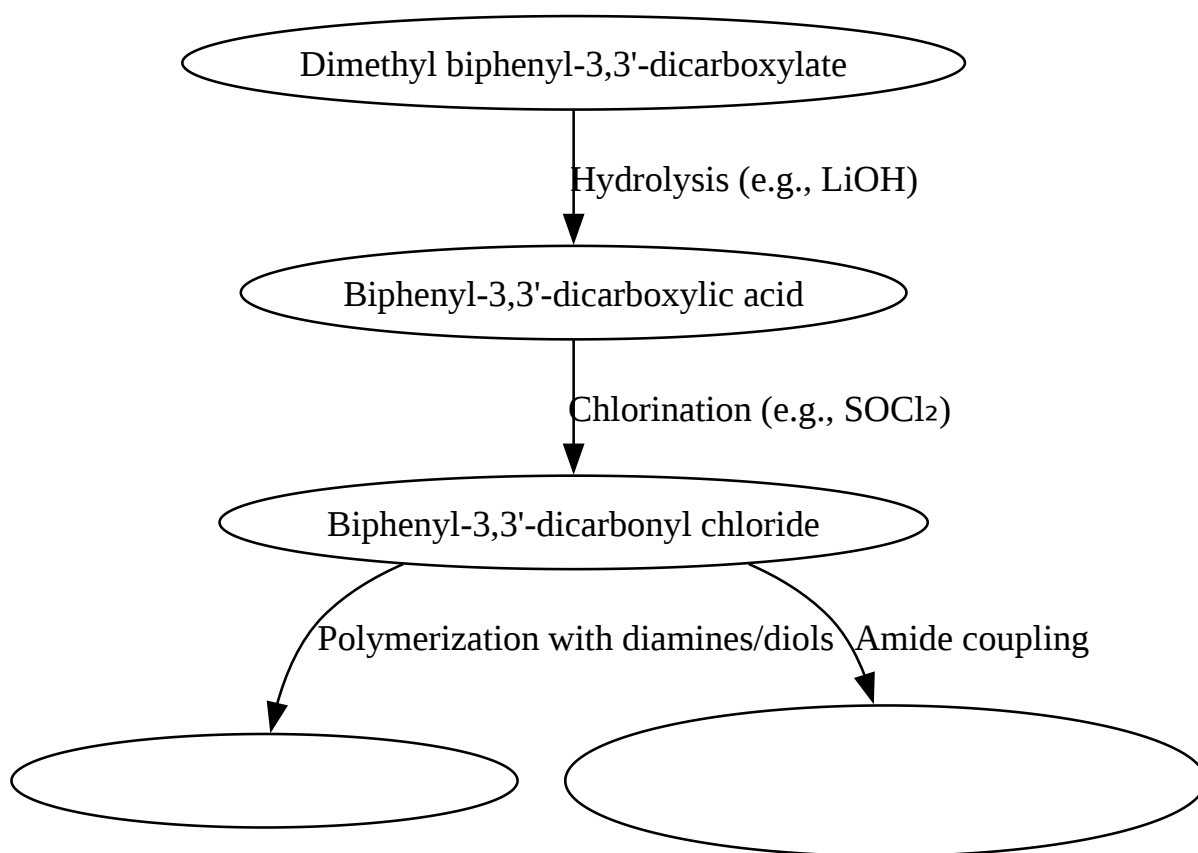 Dimethyl biphenyl-3,3'-dicarboxylate
Hydrolysis (e.g., LiOH)
Biphenyl-3,3'-dicarboxylic acid
Chlorination (e.g., SOCl₂)
Biphenyl-3,3'-dicarbonyl chloride
Polymerization with diamines/diols
Amide coupling